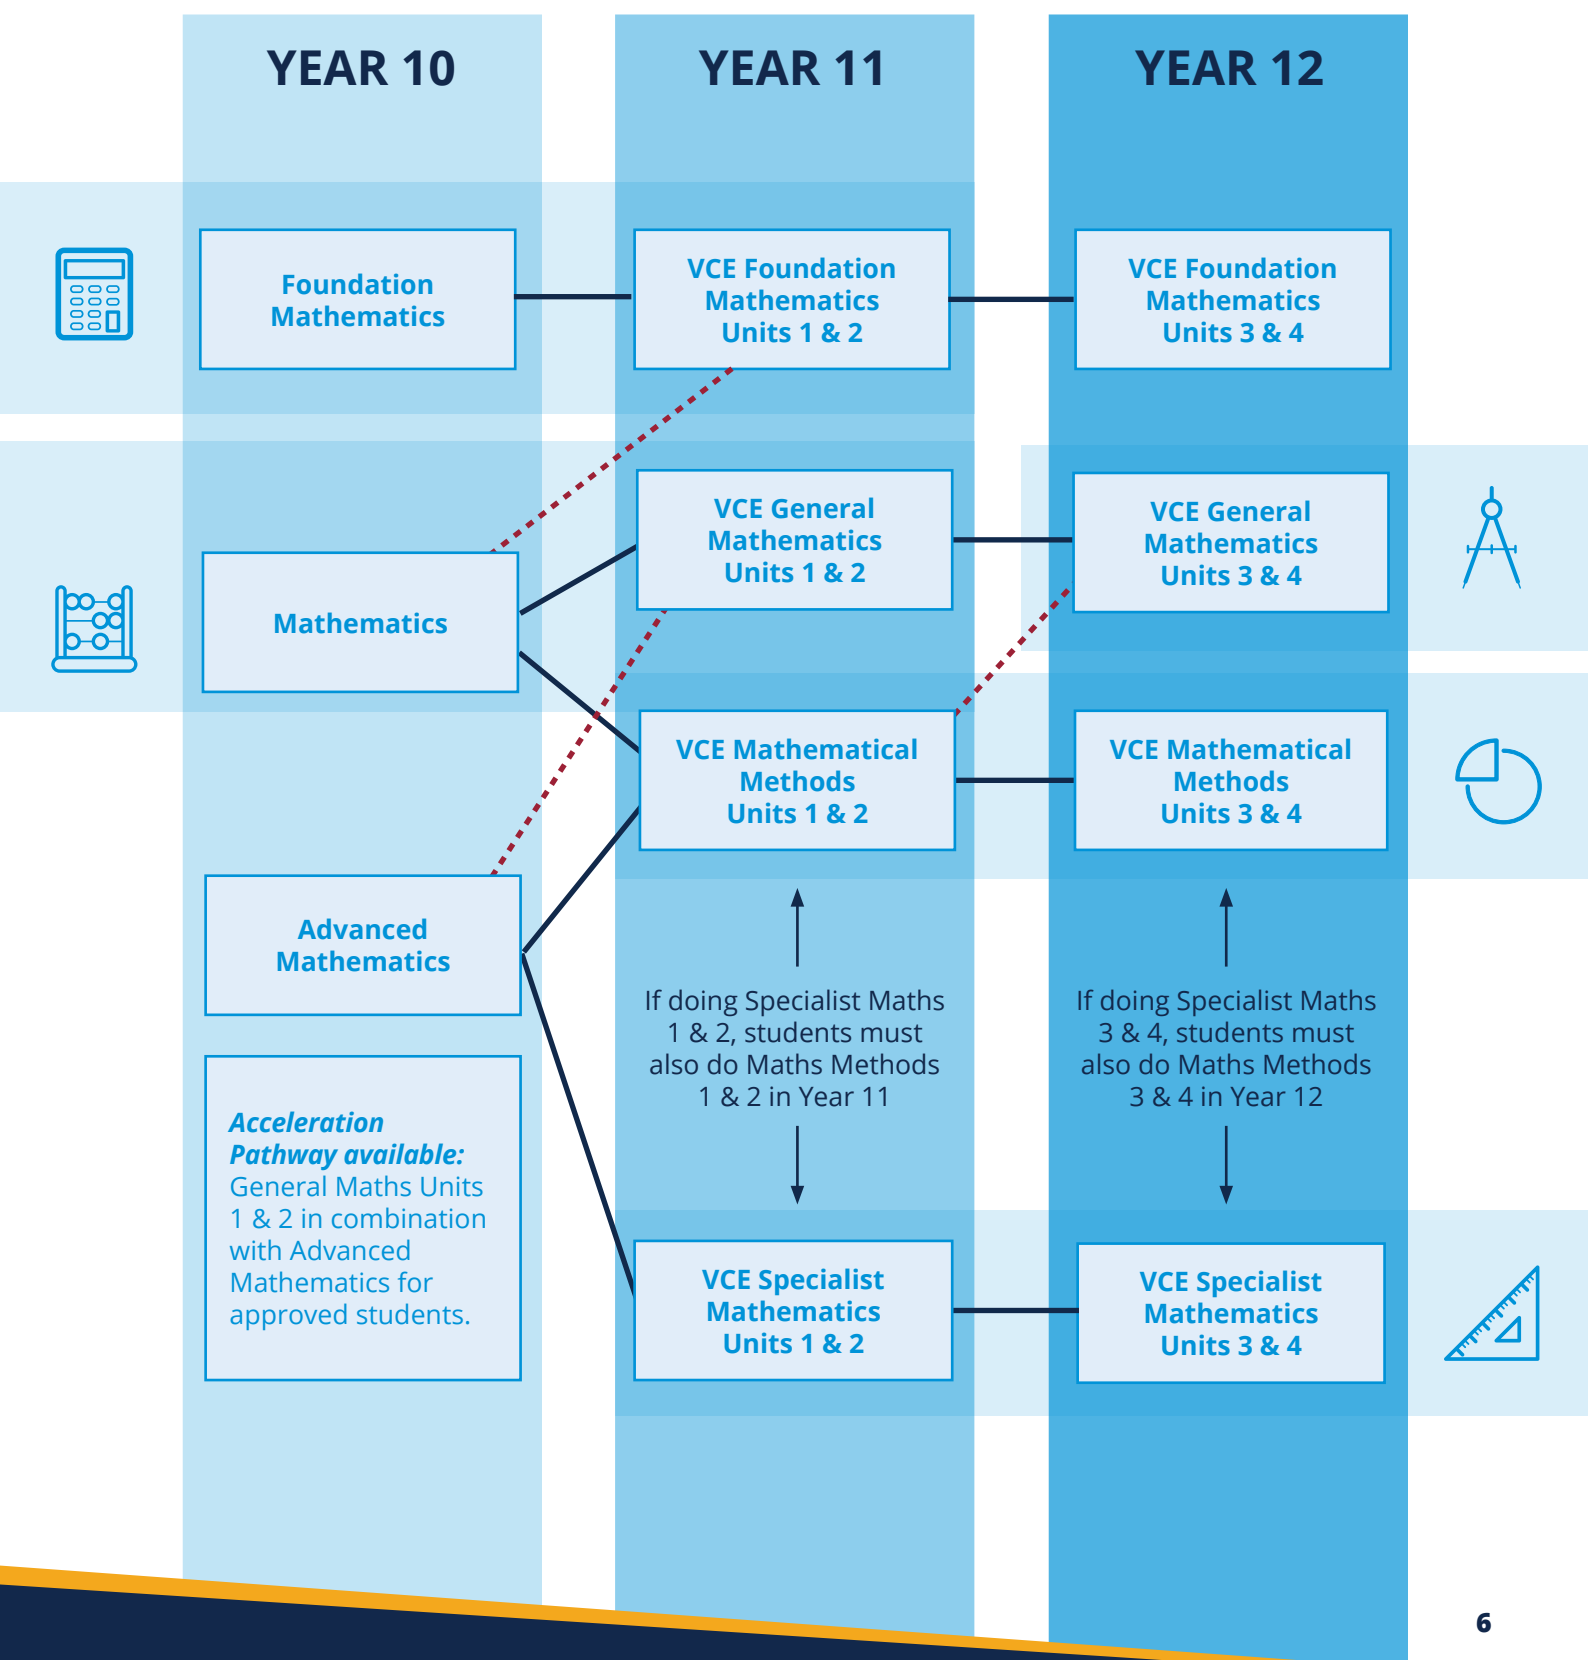 YEAR 10
YEAR 11
YEAR 12
Foundation
Mathematics
VCE Foundation
Mathematics
Units 1 & 2
VCE Foundation
Mathematics
Units 3 & 4
Mathematics
VCE General
Mathematics
Units 1 & 2
VCE General
Mathematics
Units 3 & 4
VCE Mathematical
Methods
Units 1 & 2
VCE Mathematical
Methods
Units 3 & 4
Advanced
Mathematics
If doing Specialist Maths
1 & 2, students must
also do Maths Methods
1 & 2 in Year 11
If doing Specialist Maths
3 & 4, students must
also do Maths Methods
3 & 4 in Year 12
Acceleration
Pathway available:
General Maths Units
1 & 2 in combination
with Advanced
Mathematics for
approved students.
VCE Specialist
Mathematics
Units 1 & 2
VCE Specialist
Mathematics
Units 3 & 4
6